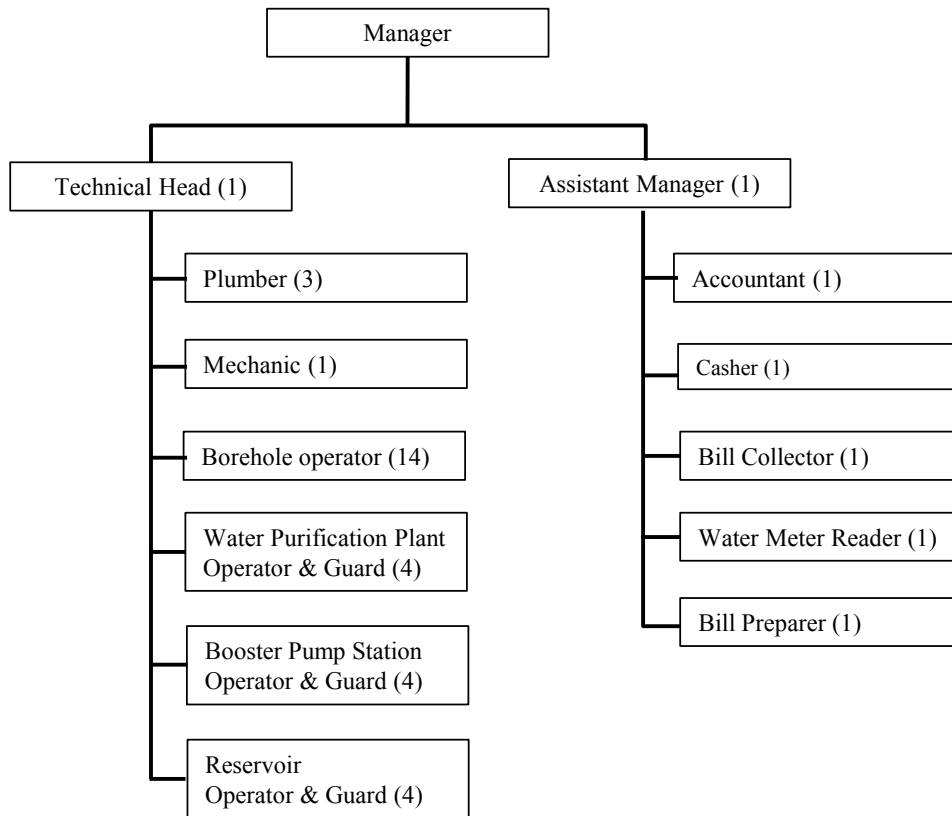 Manager
Technical Head (1)
Assistant Manager (1)
Plumber (3)
Mechanic (1)
Borehole operator (14)
Water Purification Plant
Operator & Guard (4)
Booster Pump Station
Operator & Guard (4)
Reservoir
Operator & Guard (4)
Accountant (1)
Casher (1)
Bill Collector (1)
Water Meter Reader (1)
Bill Preparer (1)